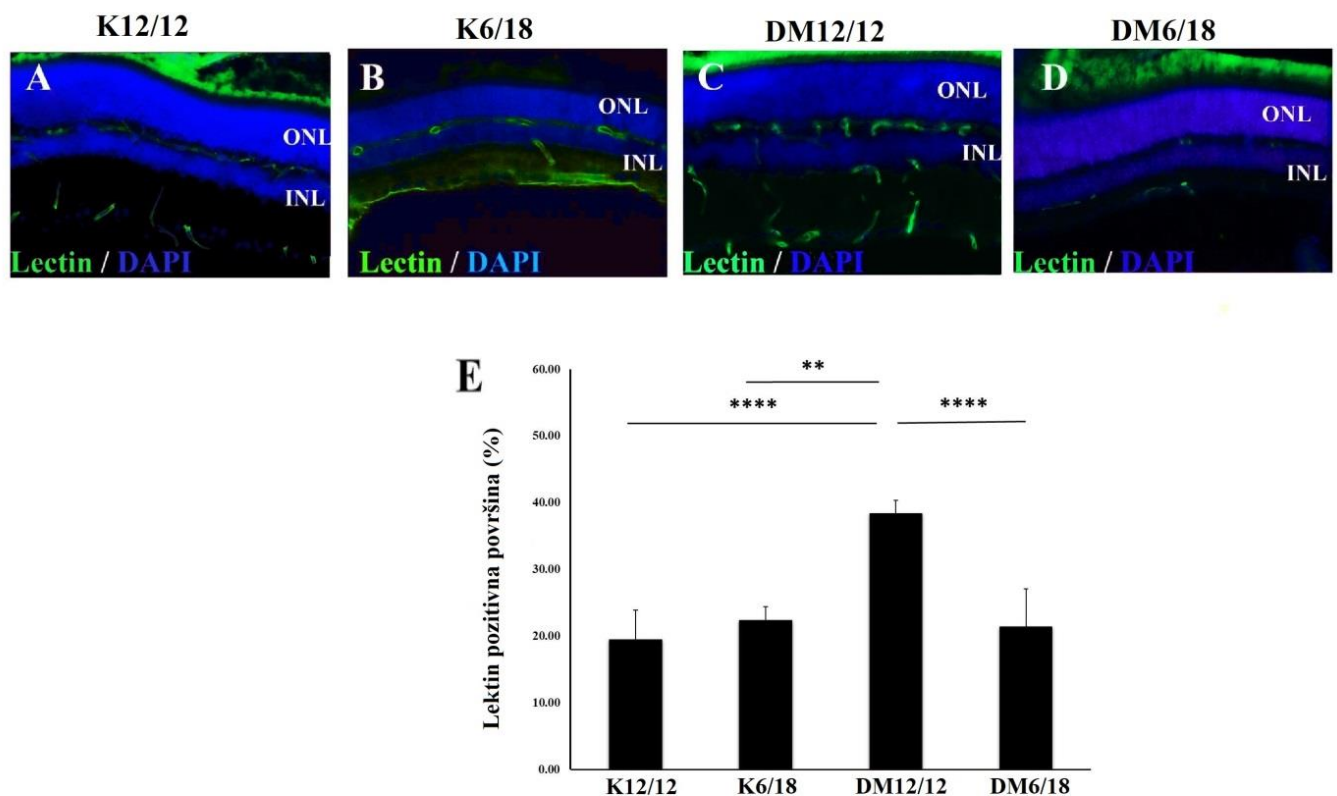 K12/12 K6/18 DM12/12 DM6/18
A B C D
ONL ONL ONL ONL
INL INL INL INL
Lectin / DAPI Lectin / DAPI Lectin / DAPI Lectin / DAPI
E
60.00
**
**** ****
50.00
40.00
30.00
20.00
10.00
0.00
Lektin pozitivna površina (%)
K12/12 K6/18 DM12/12 DM6/18